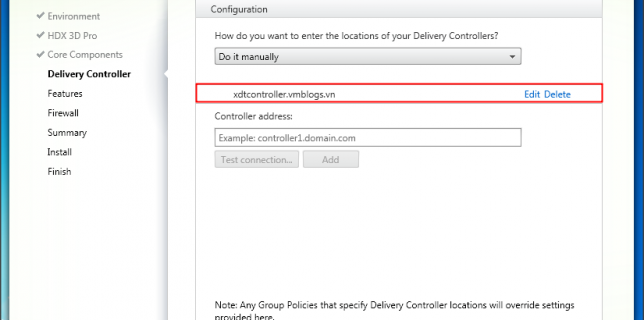 Configuration
✔ Environment
✔ HDX 3D Pro
✔ Core Components
Delivery Controller
Features
Firewall
Summary
Install
Finish
How do you want to enter the locations of your Delivery Controllers?
Do it manually
xdtcontroller.vmblogs.vn Edit Delete
Controller address:
Example: controller1.domain.com
Test connection... Add
Note: Any Group Policies that specify Delivery Controller locations will override settings
provided here.